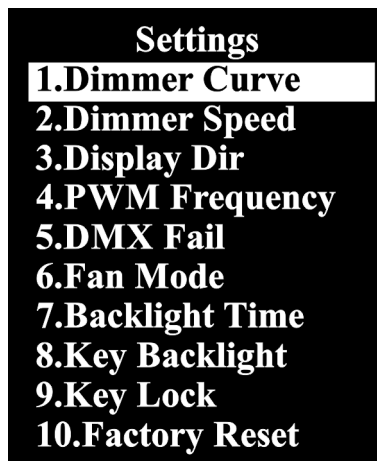 Settings
1.Dimmer Curve
2.Dimmer Speed
3.Display Dir
4.PWM Frequency
5.DMX Fail
6.Fan Mode
7.Backlight Time
8.Key Backlight
9.Key Lock
10.Factory Reset